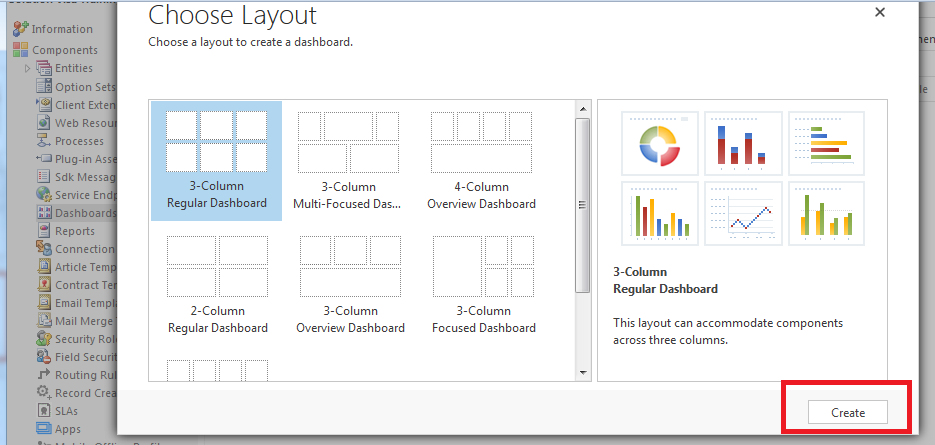 Choose Layout
Choose a layout to create a dashboard.
Information
Components
Entities
Option Sets
Client Exten
Web Resour
Processes
Plug-in Asse
Sdk Messag
Service Endp
Dashboards
Reports
Connection
Article Temp
Contract Ter
Email Templa
Mail Merge
Security Role
Field Securit
Routing Rul
Record Crea
SLAs
Apps
3-Column
Regular Dashboard
3-Column
Multi-Focused Das...
4-Column
Overview Dashboard
2-Column
Regular Dashboard
3-Column
Overview Dashboard
3-Column
Focused Dashboard
3-Column
Regular Dashboard
This layout can accommodate components
across three columns.
Create